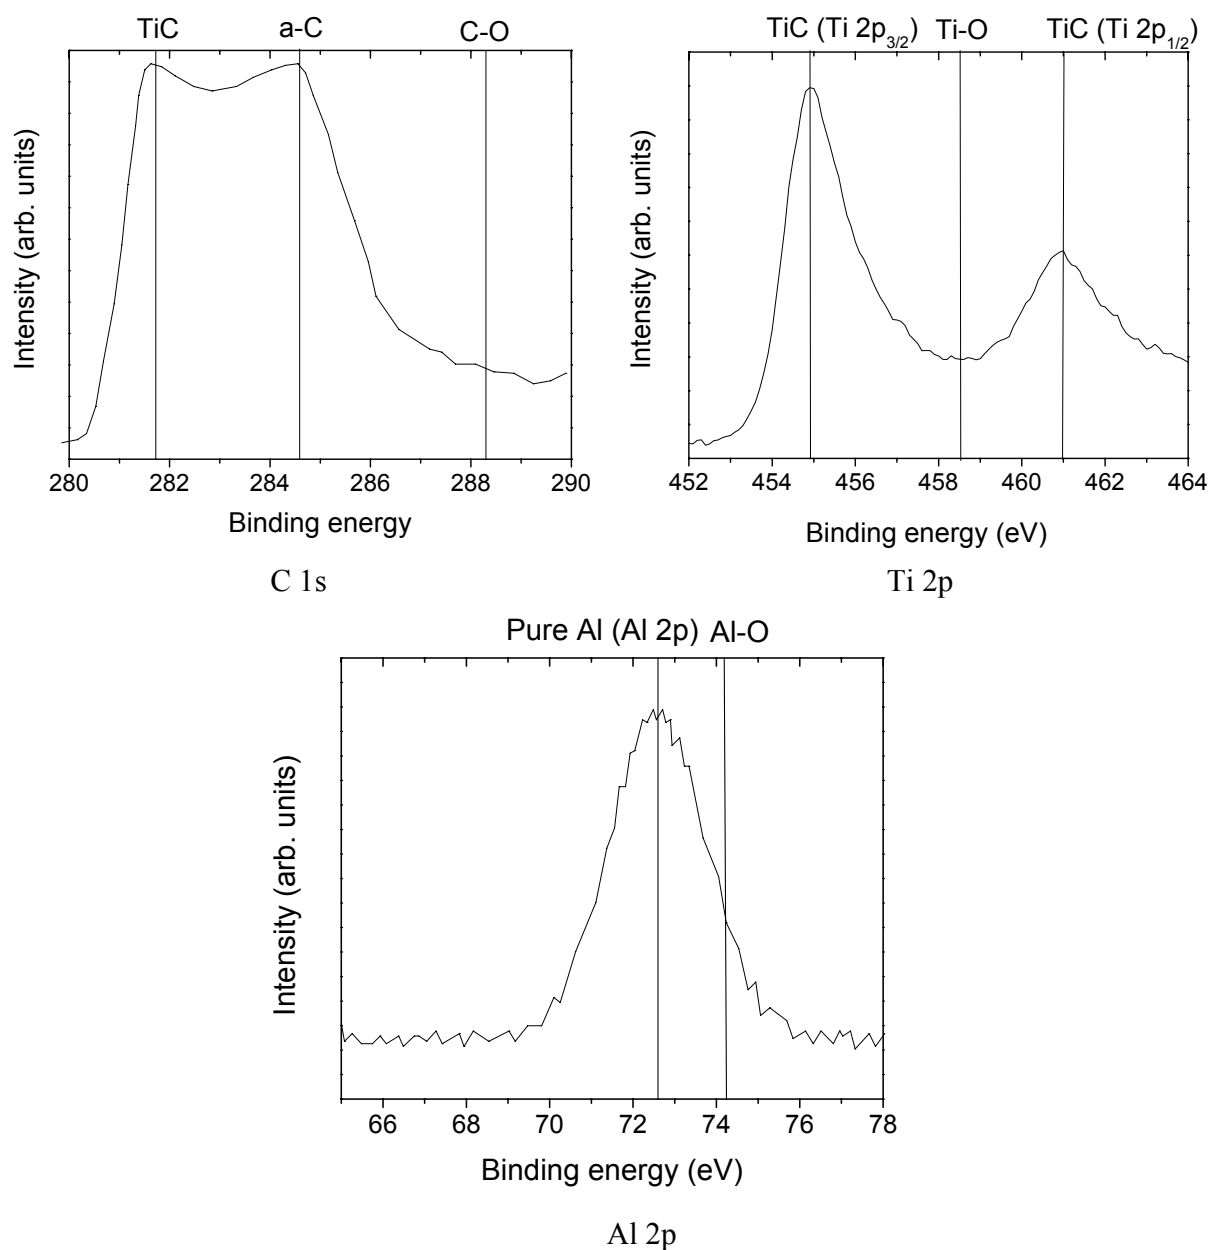 TiC a-C C-O
Intensity (arb. units)
280 282 284 286 288 290
Binding energy
C 1s
TiC (Ti 2p3/2) Ti-O TiC (Ti 2p1/2)
Intensity (arb. units)
452 454 456 458 460 462 464
Binding energy (eV)
Ti 2p
Pure Al (Al 2p) Al-O
Intensity (arb. units)
66 68 70 72 74 76 78
Binding energy (eV)
Al 2p